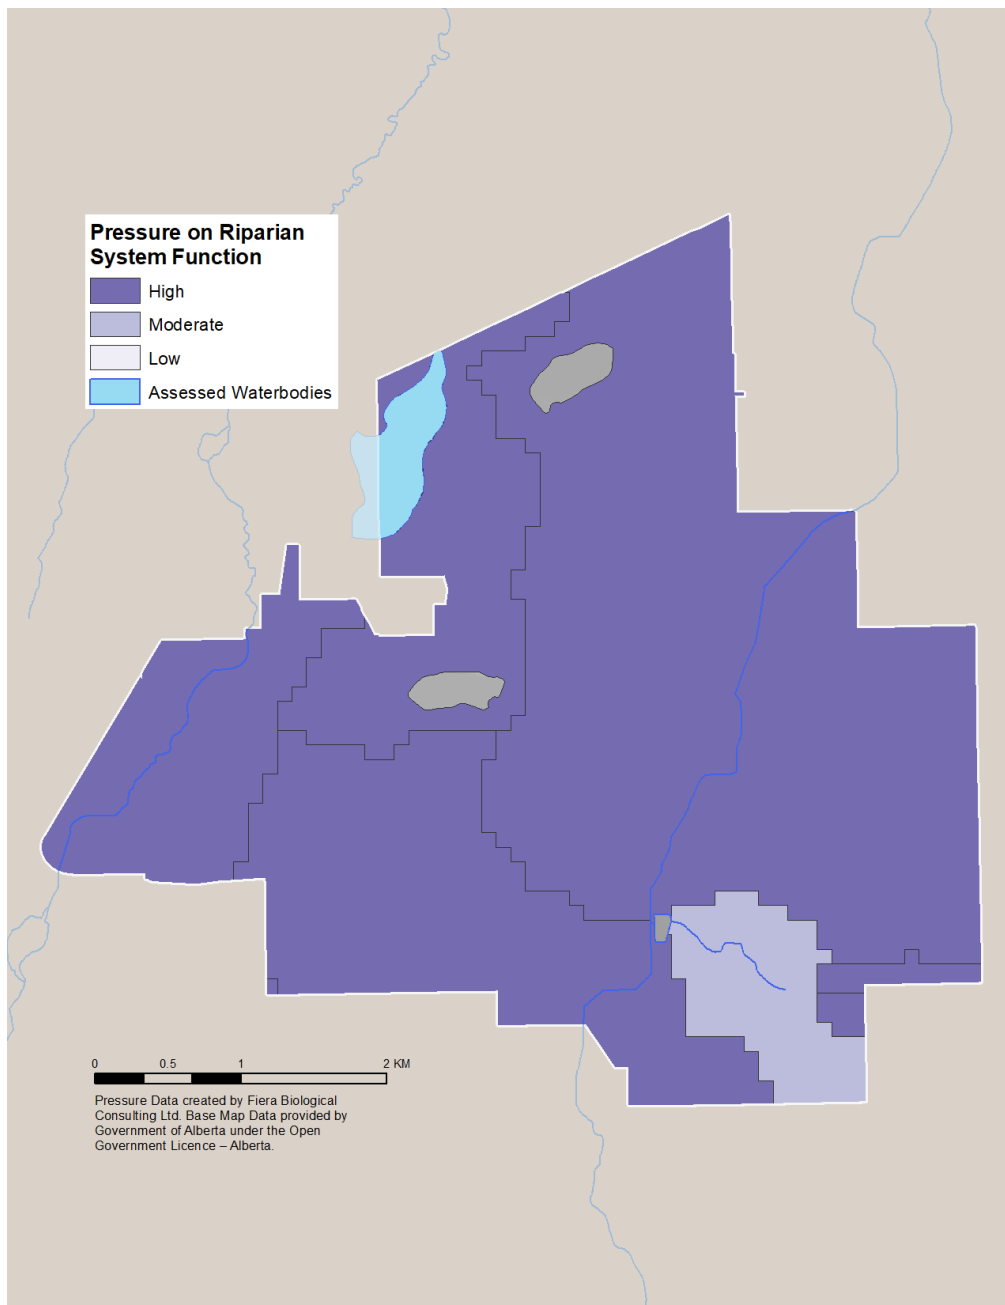 Pressure on Riparian
System Function
High
Moderate
Low
Assessed Waterbodies
0 0.5 1 2 KM
Pressure Data created by Fiera Biological
Consulting Ltd. Base Map Data provided by
Government of Alberta under the Open
Government Licence – Alberta.